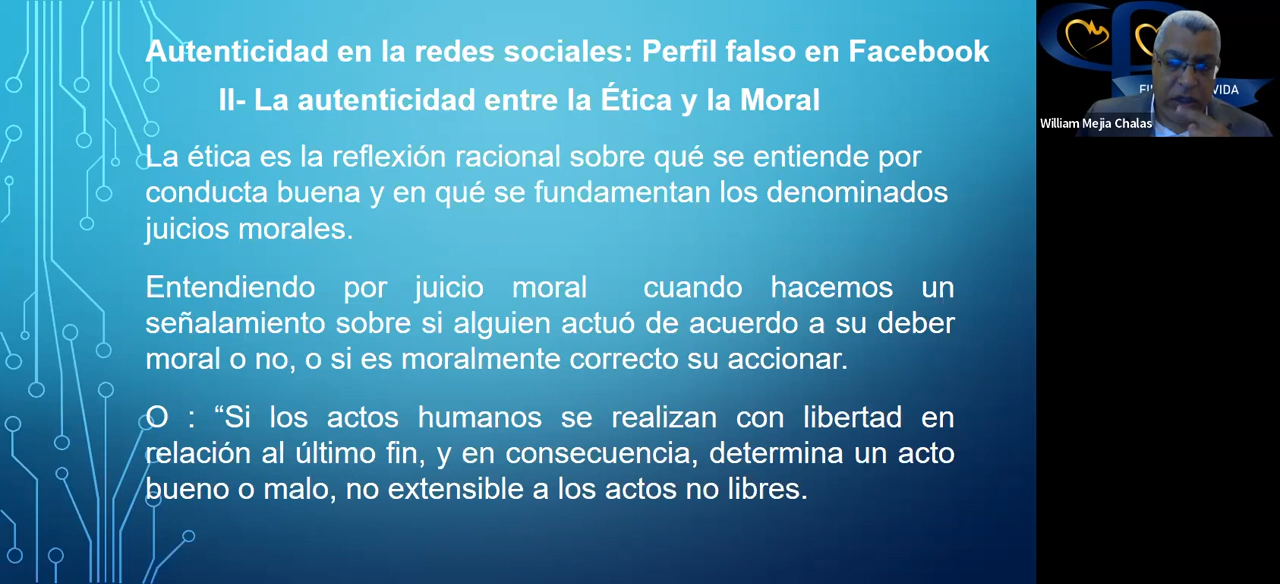 Autenticidad en la redes sociales: Perfil falso en Facebook
II- La autenticidad entre la Ética y la Moral
La ética es la reflexión racional sobre qué se entiende por
conducta buena y en qué se fundamentan los denominados
juicios morales.
Entendiendo por juicio moral cuando hacemos un
señalamiento sobre si alguien actuó de acuerdo a su deber
moral o no, o si es moralmente correcto su accionar.
O : “Si los actos humanos se realizan con libertad en
relación al último fin, y en consecuencia, determina un acto
bueno o malo, no extensible a los actos no libres.
VIDA
William Mejia Chalas